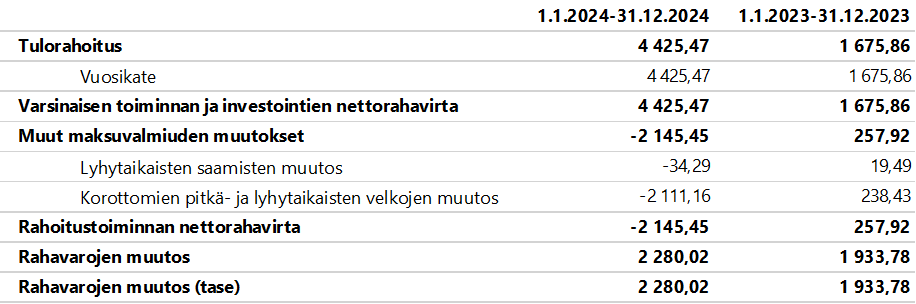 1.1.2024-31.12.2024 1.1.2023-31.12.2023
Tulorahoitus 4 425,47 1 675,86
Vuosikate 4 425,47 1 675,86
Varsinaisen toiminnan ja investointien nettorahavirta 4 425,47 1 675,86
Muut maksuvalmiuden muutokset -2 145,45 257,92
Lyhytaikaisten saamisten muutos -34,29 19,49
Korottomien pitkä- ja lyhytaikaisten velkojen muutos -2 111,16 238,43
Rahoitustoiminnan nettorahavirta -2 145,45 257,92
Rahavarojen muutos 2 280,02 1 933,78
Rahavarojen muutos (tase) 2 280,02 1 933,78